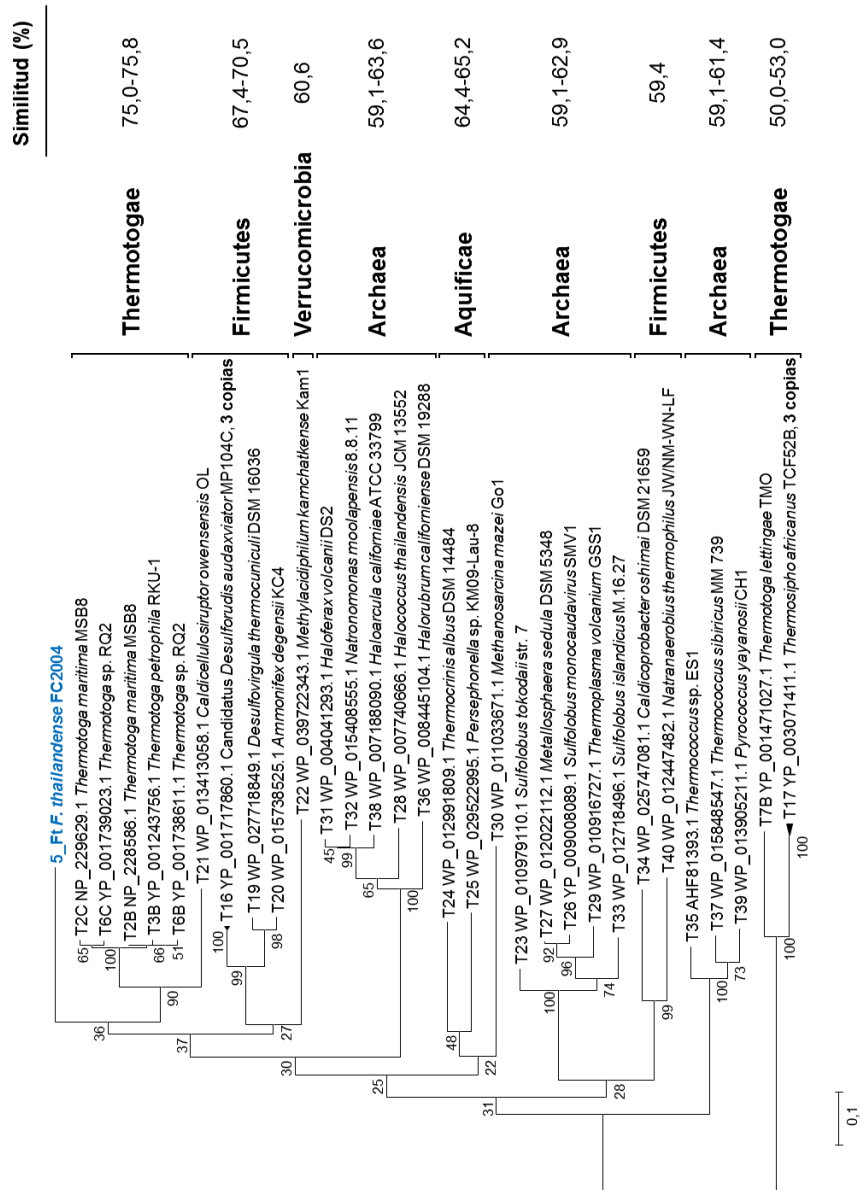 Similitud (%)
5_Ft F. thailandense FC2004
T2C NP_229629.1 Thermotoga maritima MSB8
T6C YP_001739023.1 Thermotoga sp. RQ2
T2B NP_228586.1 Thermotoga maritima MSB8
T3B YP_001243756.1 Thermotoga petrophila RKU-1
T6B YP_001738611.1 Thermotoga sp. RQ2
Thermotogae
75,0-75,8
T21 WP_013413058.1 Caldicellulosiruptor owensensis OL
T16 YP_001717860.1 Candidatus Desulforudis audaxviator MP104C, 3 copias
T19 WP_027718849.1 Desulfovirgula thermocuniculi DSM 16036
T20 WP_015738525.1 Ammonifex degensii KC4
Firmicutes
67,4-70,5
T22 WP_039722343.1 Methylacidiphilum kamchatkense Kam1
Verrucomicrobia
60,6
T31 WP_004041293.1 Haloferax volcanii DS2
T32 WP_015408555.1 Natronomonas moolapensis 8.8.11
T38 WP_007188090.1 Haloarcula californiae ATCC 33799
T28 WP_007740666.1 Halococcus thailandensis JCM 13552
T36 WP_008445104.1 Halorubrum californiense DSM 19288
Archaea
59,1-63,6
T24 WP_012991809.1 Thermocrinis albus DSM 14484
T25 WP_029522995.1 Persephonella sp. KM09-Lau-8
Aquificae
64,4-65,2
T30 WP_011033671.1 Methanosarcina mazei Go1
T23 WP_010979110.1 Sulfolobus tokodaii str. 7
T27 WP_012022112.1 Metallosphaera sedula DSM 5348
T26 YP_009008089.1 Sulfolobus monocaudavirus SMV1
T29 WP_010916727.1 Thermoplasma volcanium GSS1
T33 WP_012718496.1 Sulfolobus islandicus M.16.27
Archaea
59,1-62,9
T34 WP_025747081.1 Caldicoprobacter oshimai DSM 21659
T40 WP_012447482.1 Natranaerobius thermophilus JW/NM-WN-LF
Firmicutes
59,4
T35 AHF81393.1 Thermococcus sp. ES1
T37 WP_015848547.1 Thermococcus sibiricus MM 739
T39 WP_013905211.1 Pyrococcus yayanosii CH1
Archaea
59,1-61,4
T7B YP_001471027.1 Thermotoga lettingae TMO
T17 YP_003071411.1 Thermosipho africanus TCF52B, 3 copias
Thermotogae
50,0-53,0
65
100
66
51
90
36
100
99
98
27
37
45
99
65
100
30
48
22
25
92
96
74
100
99
28
31
100
73
100
100
0,1